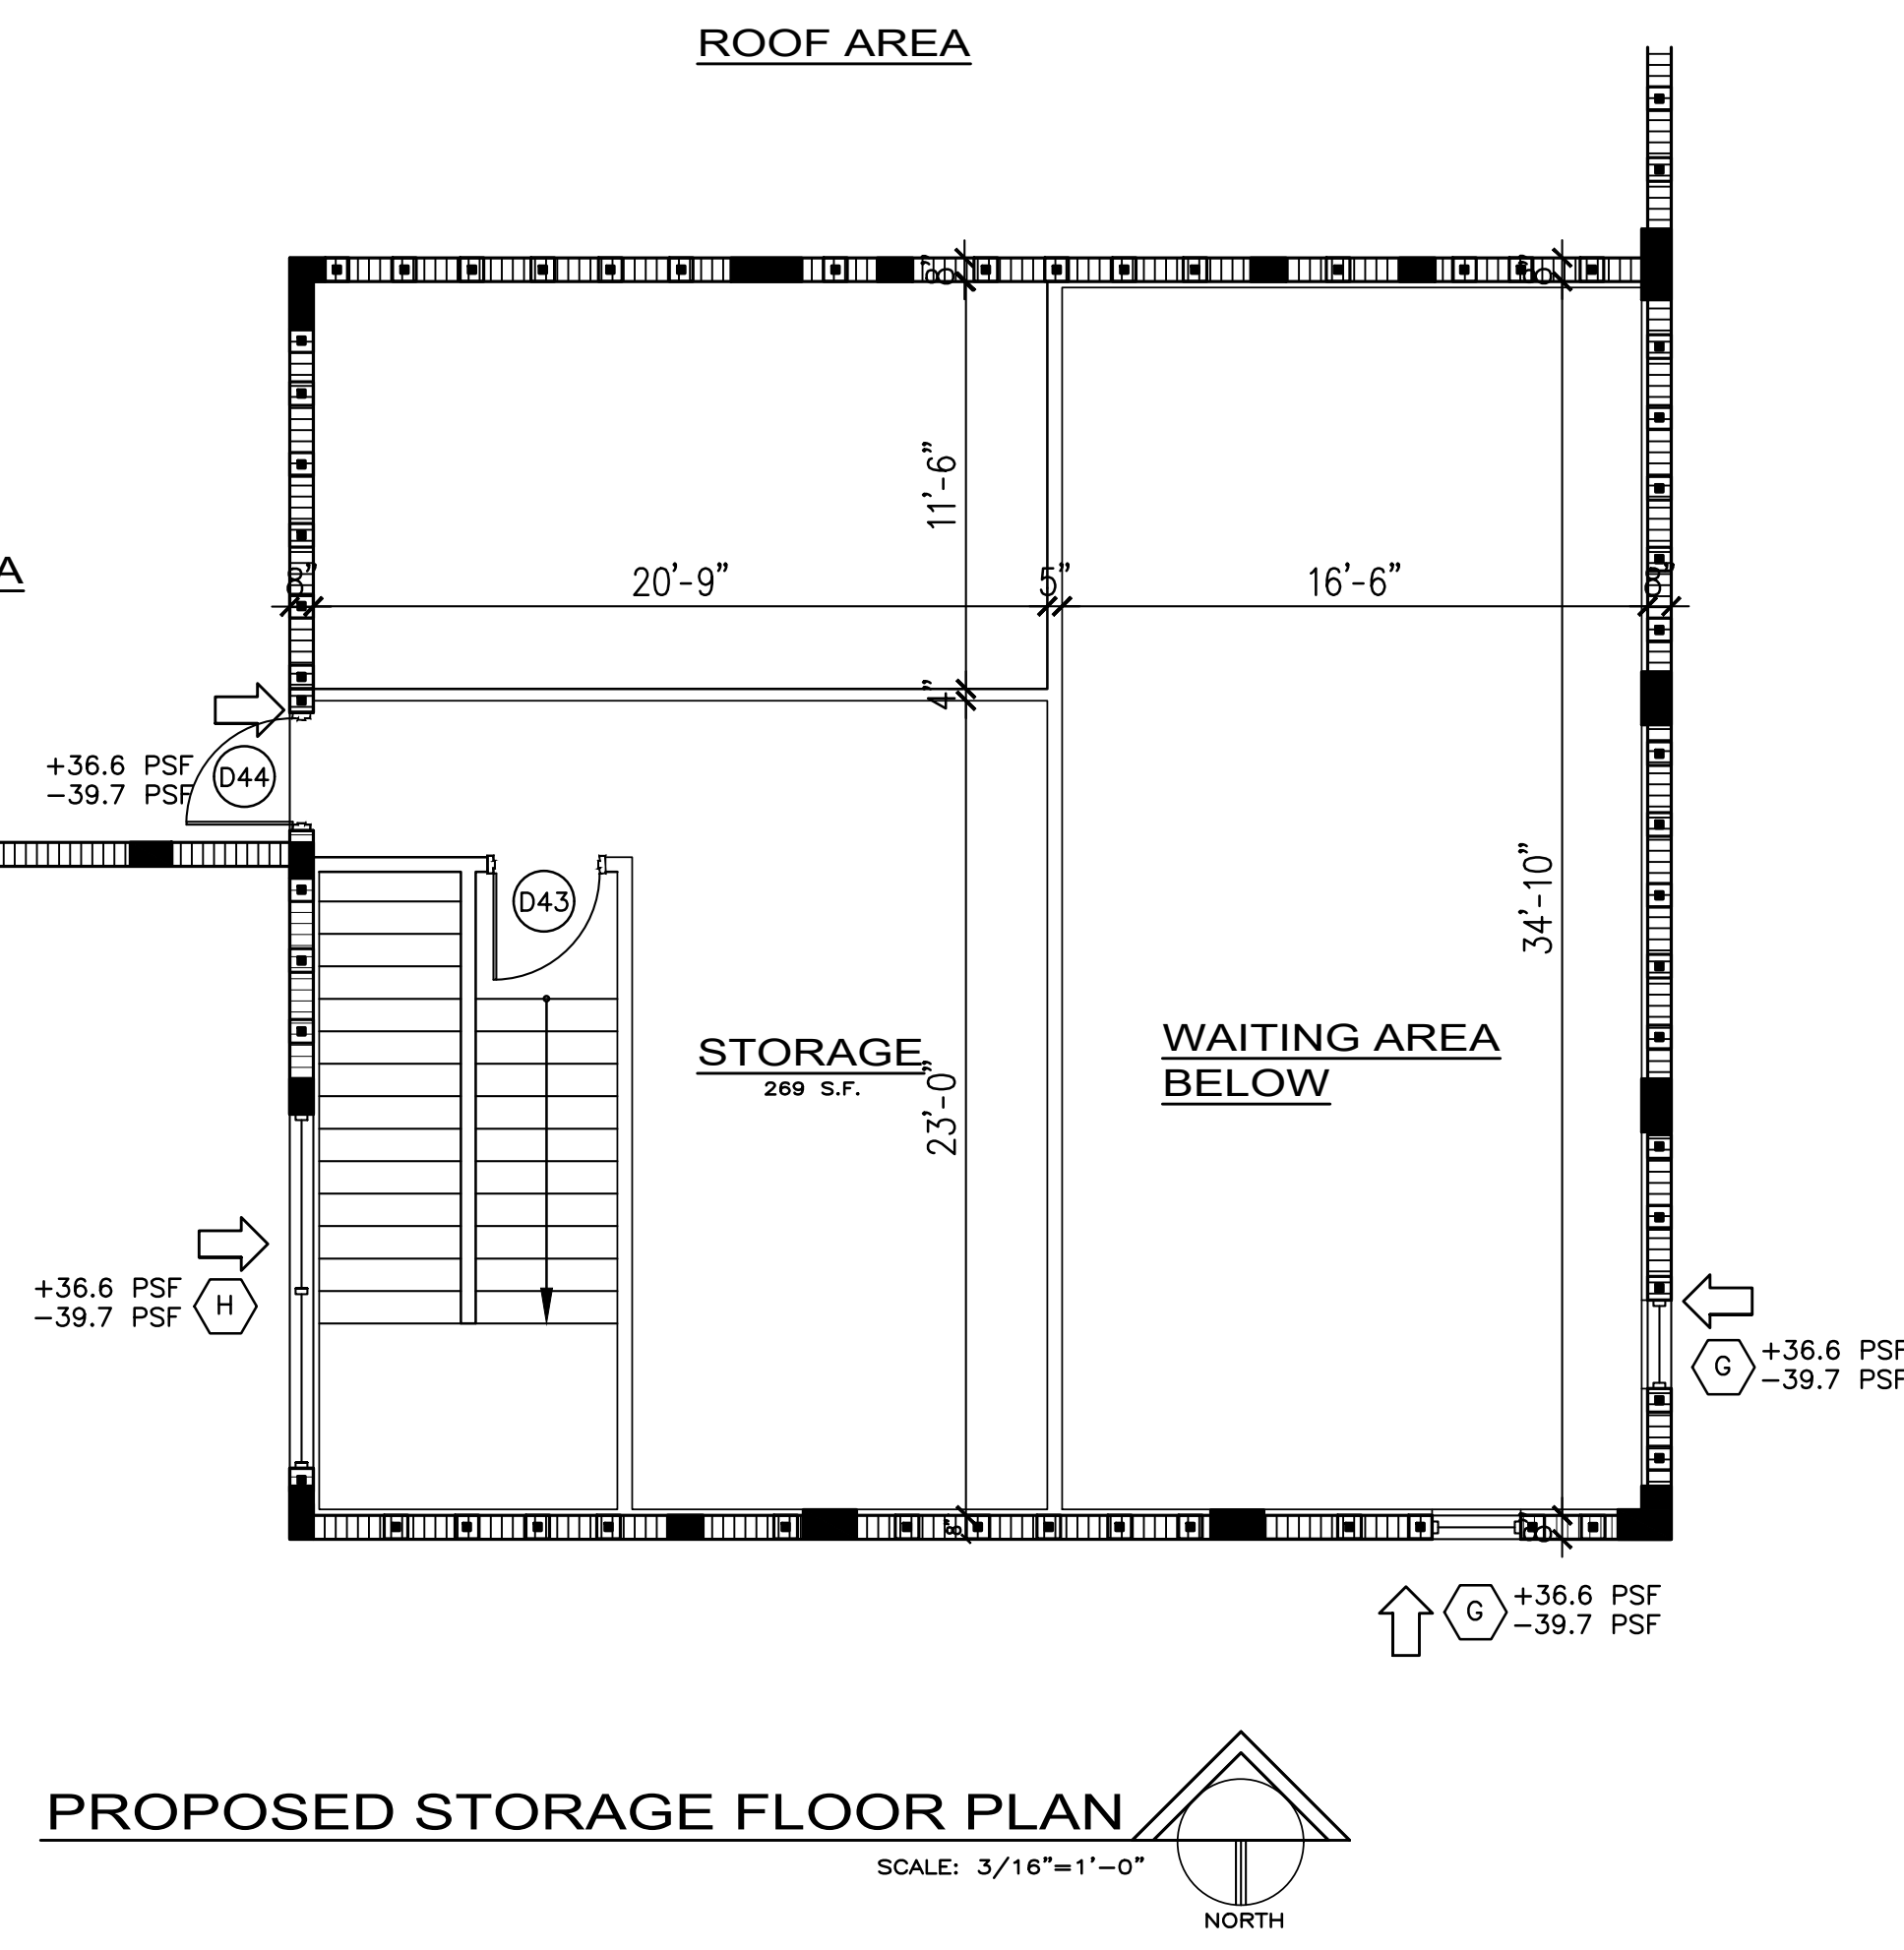 ROOF AREA
8”
8”
11’-6”
A
8”
20’-9”
5”
16’-6”
8”
4”
+36.6 PSF
-39.7 PSF
D44
D43
34’-10”
STORAGE
269 S.F.
23’-0”
WAITING AREA
BELOW
+36.6 PSF
-39.7 PSF
H
+36.6 PSF
-39.7 PSF
G
8”
8”
+36.6 PSF
-39.7 PSF
G
PROPOSED STORAGE FLOOR PLAN
SCALE: 3/16”=1’-0”
NORTH